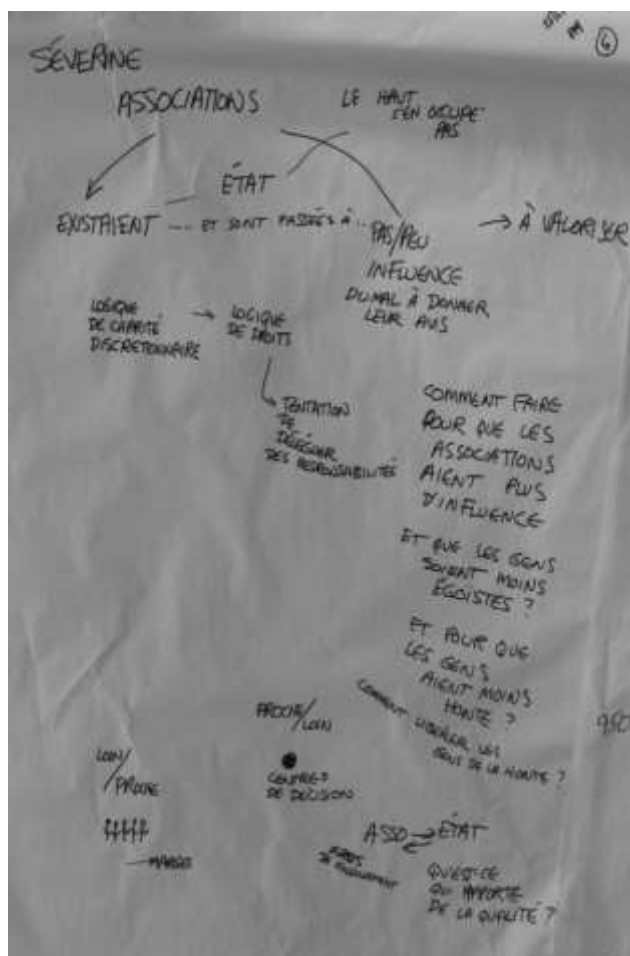 6
SÉVERINE
ASSOCIATIONS
LE HAUT
S'EN OCCUPE
PAS
ÉTAT
EXISTAIENT --- ET SONT PASSÉES À --
PAS/PEU
INFLUENCE
DU MAL À DONNER
LEUR AVIS
→ À VALORISER
LOGIQUE
DE CHARITÉ
DISCRETIONNAIRE
→ LOGIQUE
DE DROITS
TENTATION
DE
DÉLÉGUER
DES RESPONSABILITÉS
COMMENT FAIRE
POUR QUE LES
ASSOCIATIONS
AIENT PLUS
D'INFLUENCE
ET QUE LES GENS
SOIENT MOINS
ÉGOÏSTES ?
ET POUR QUE
LES GENS
AIENT MOINS
HONTE ?
COMMENT LIBÉRER LES
GENS DE LA HONTE ?
PROCHE/
LOIN
CENTRES
DE DÉCISION
LOIN/
PROCHE
ASSO → ÉTAT
QU'EST-CE
QUI APPORTE
DE LA QUALITÉ ?